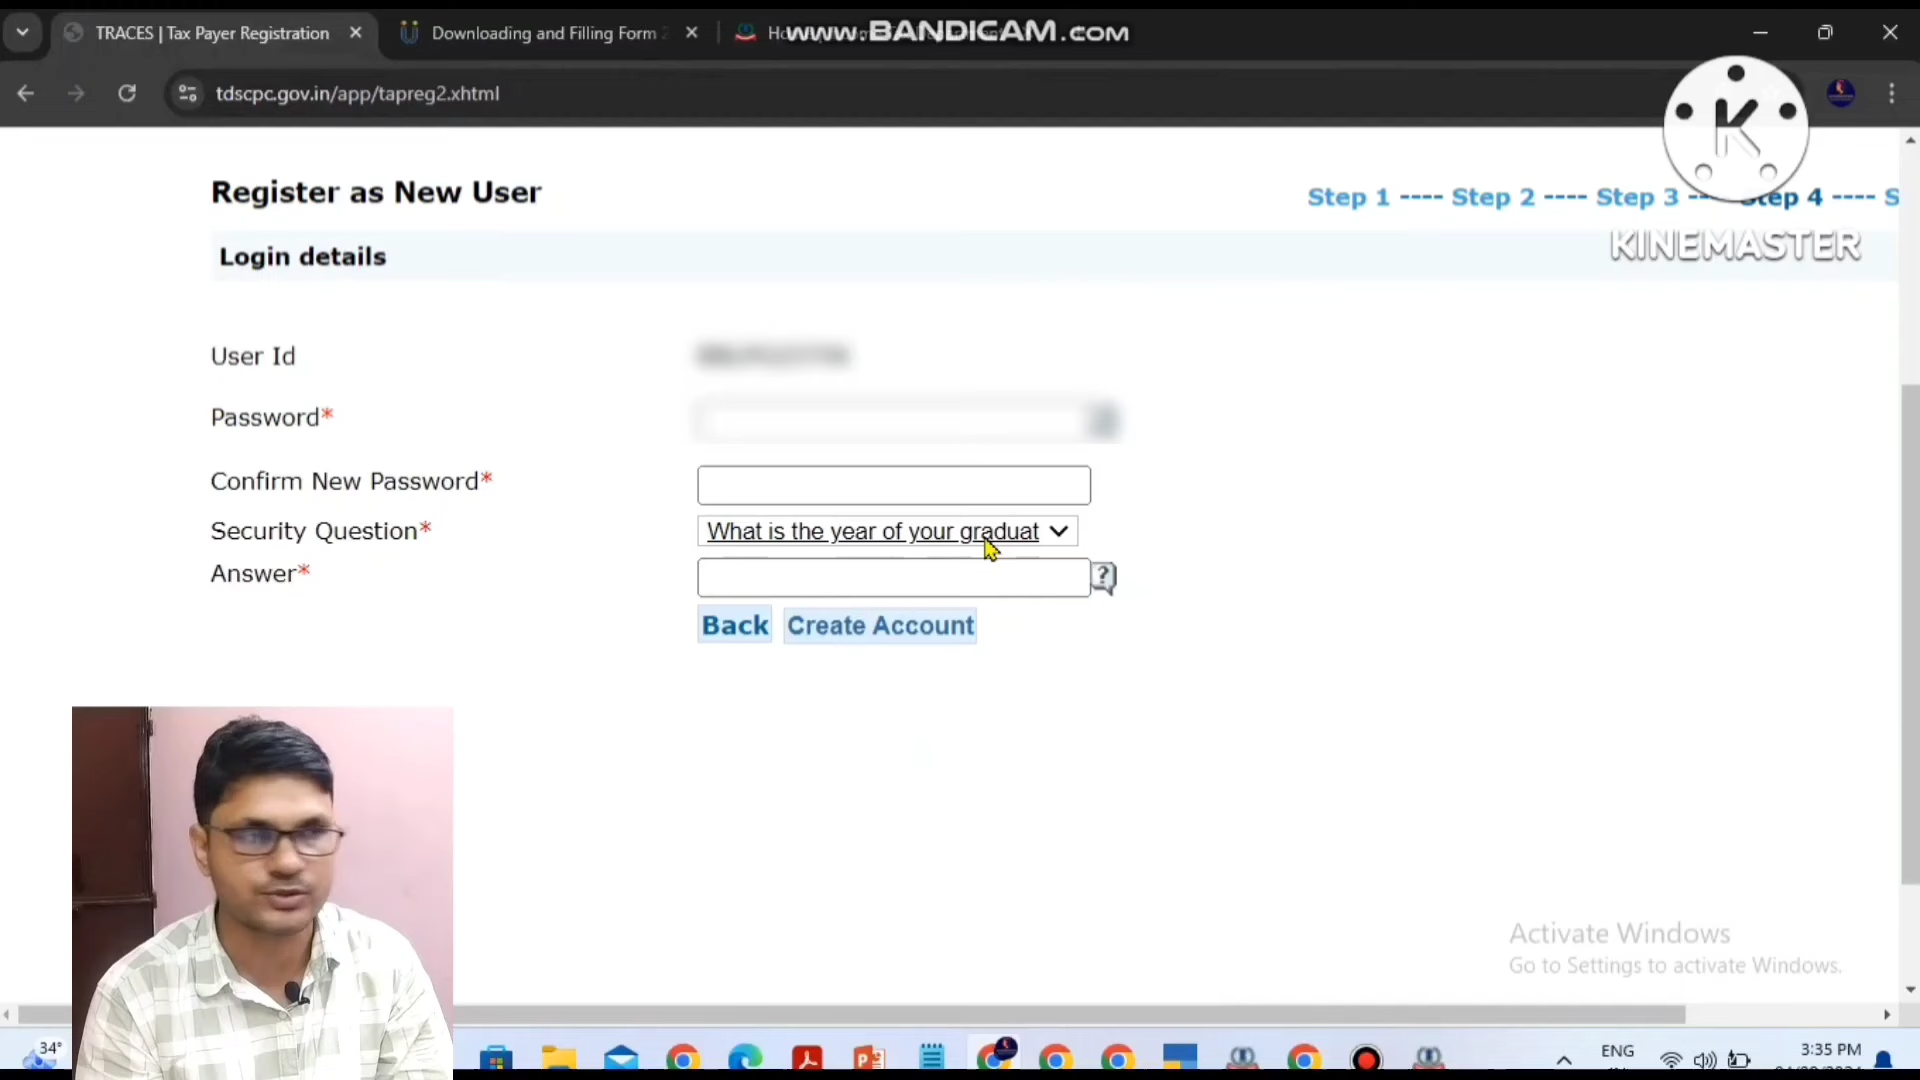 TRACES | Tax Payer Registration
Downloading and Filling Form
www.BANDICAM.com
tdscpc.gov.in/app/tapreg2.xhtml
K
KINEMASTER
Register as New User
Step 1 ---- Step 2 ---- Step 3 ---- Step 4 ---- S
Login details
User Id
Password*
Confirm New Password*
Security Question*
What is the year of your graduat
Answer*
?
Back
Create Account
Activate Windows
Go to Settings to activate Windows.
34°
ENG
3:35 PM